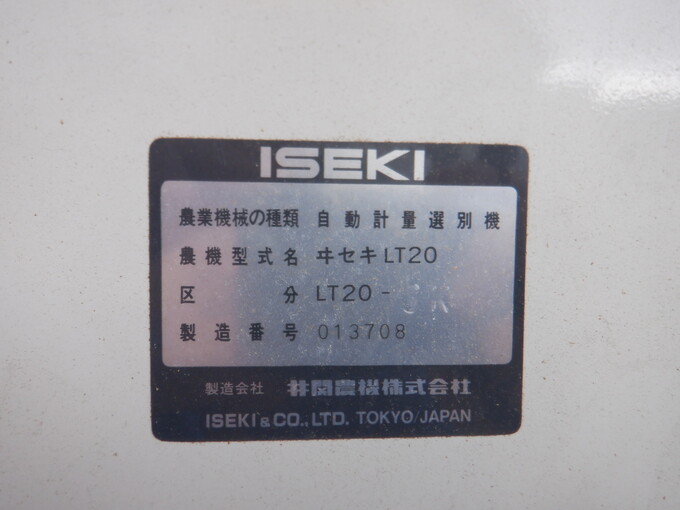 ISEKI
農業機械の種類 自動計量選別機
農機型式名 ヰセキLT20
区分 LT20-
製造番号 013708
製造会社 井関農機株式会社
ISEKI & CO., LTD. TOKYO/JAPAN